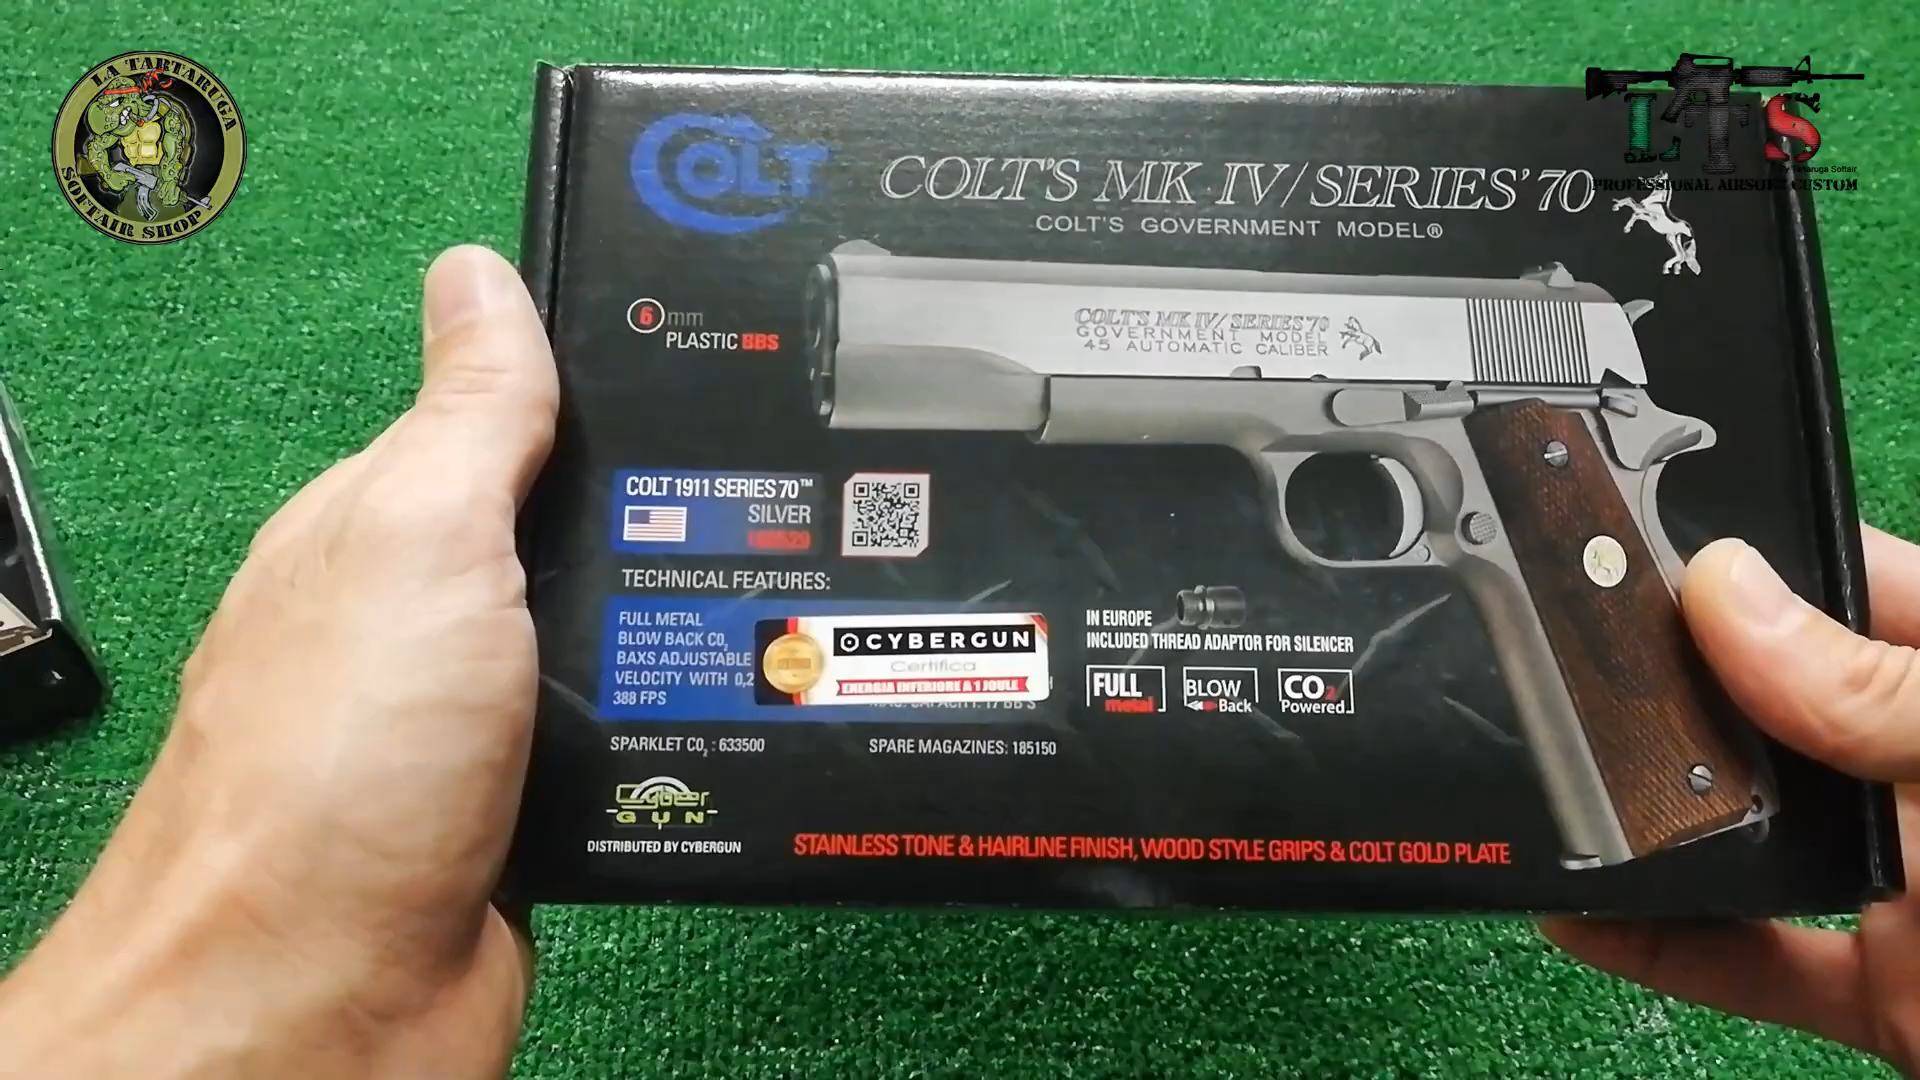 LA TARTARUGA
SOFTAIR SHOP
LTS
PROFESSIONAL AIRSOFT CUSTOM
COLT
COLT'S MK IV/SERIES'70
COLT'S GOVERNMENT MODEL®
6mm
PLASTIC BBS
COLT'S MK IV/SERIES'70
GOVERNMENT MODEL
45 AUTOMATIC CALIBER
COLT 1911 SERIES 70™
SILVER
TECHNICAL FEATURES:
FULL METAL
BLOW BACK CO2
BAXS ADJUSTABLE
VELOCITY WITH 0,2
388 FPS
CYBERGUN
Certifica
ENERGIA INFERIORE A 1 JOULE
IN EUROPE
INCLUDED THREAD ADAPTOR FOR SILENCER
FULL metal
BLOW Back
CO2 Powered
SPARKLET CO2 : 633500
SPARE MAGAZINES: 185150
Cyber GUN
DISTRIBUTED BY CYBERGUN
STAINLESS TONE & HAIRLINE FINISH, WOOD STYLE GRIPS & COLT GOLD PLATE